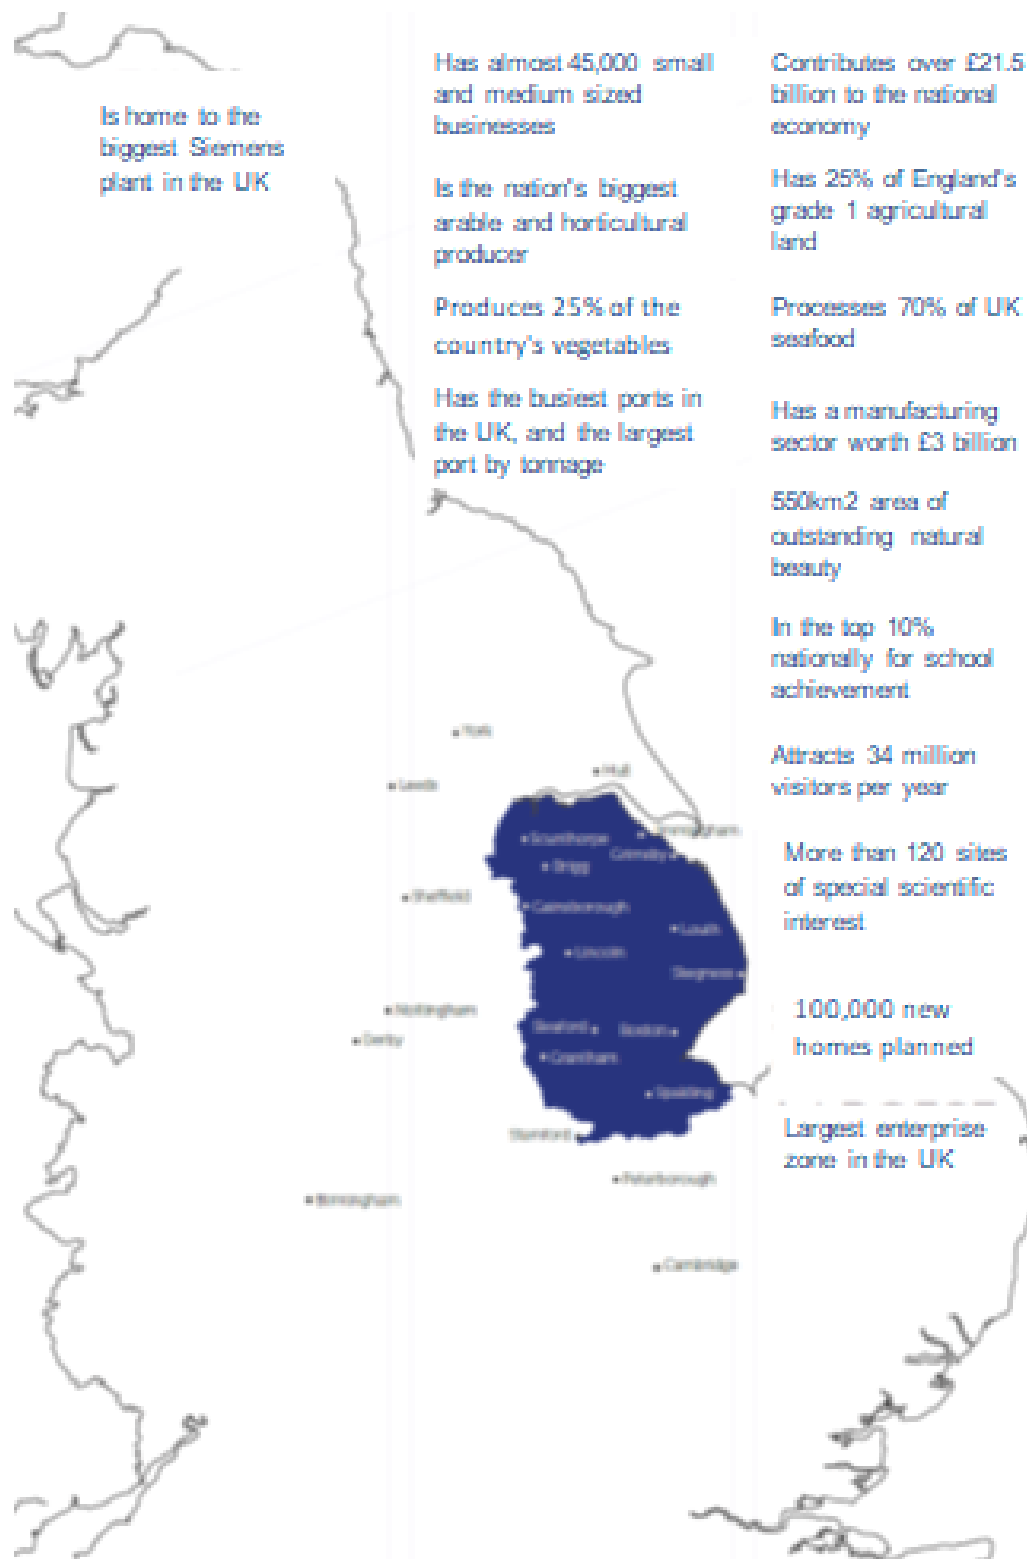 Is home to the
biggest Siemens
plant in the UK
Has almost 45,000 small
and medium sized
businesses
Is the nation's biggest
arable and horticultural
producer
Produces 25% of the
country's vegetables
Has the busiest ports in
the UK, and the largest
port by tonnage
Contributes over £21.5
billion to the national
economy
Has 25% of England's
grade 1 agricultural
land
Processes 70% of UK
seafood
Has a manufacturing
sector worth £3 billion
550km2 area of
outstanding natural
beauty
In the top 10%
nationally for school
achievement
Attracts 34 million
visitors per year
More than 120 sites
of special scientific
interest
100,000 new
homes planned
Largest enterprise
zone in the UK
York
Hull
Leeds
Scunthorpe
Grimsby
Brigg
Sheffield
Gainsborough
Louth
Lincoln
Skegness
Nottingham
Sleaford
Boston
Derby
Grantham
Spalding
Stamford
Peterborough
Birmingham
Cambridge